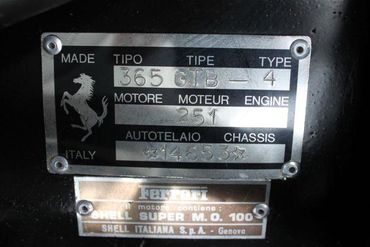 MADE TIPO TIPE TYPE
365 GTB - 4
MOTORE MOTEUR ENGINE
251
AUTOTELAIO CHASSIS
ITALY *14653*
Ferrari
il motore contiene:
SHELL SUPER M.O. 100
SHELL ITALIANA S.p.A. - Genova